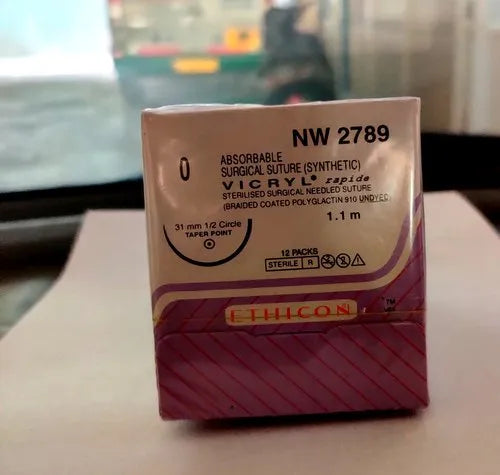 NW 2789
0
ABSORBABLE
SURGICAL SUTURE (SYNTHETIC)
VICRYL® rapide
STERILISED SURGICAL NEEDLED SUTURE
(BRAIDED COATED POLYGLACTIN 910 UNDYED)
1.1 m
31 mm 1/2 Circle
TAPER POINT
12 PACKS
STERILE R
ETHICON
TM